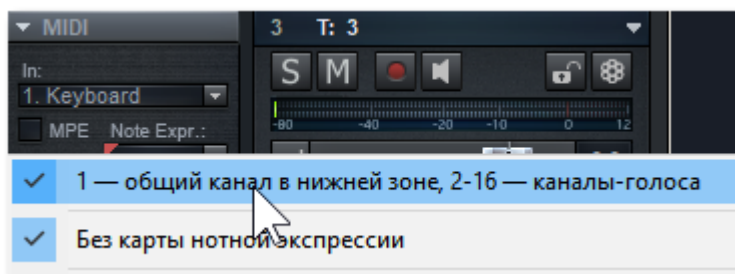 MIDI
3 T: 3
In:
S M
1. Keyboard
-80 -40 -20 -10 0 12
MPE Note Expr.:
1 — общий канал в нижней зоне, 2-16 — каналы-голоса
Без карты нотной экспрессии